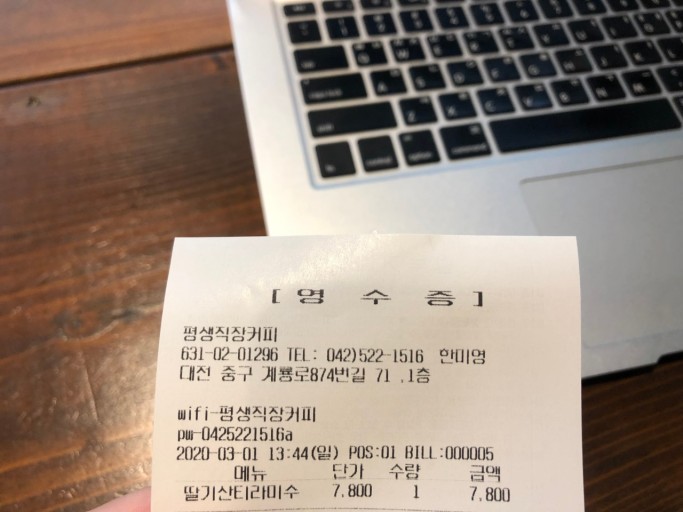 [ 영 수 증 ]
평생직장커피
631-02-01296 TEL: 042)522-1516 한미영
대전 중구 계룡로874번길 71 ,1층
wifi-평생직장커피
pw-0425221516a
2020-03-01 13:44(일) POS:01 BILL:000005
메뉴 단가 수량 금액
딸기산티라미수 7,800 1 7,800